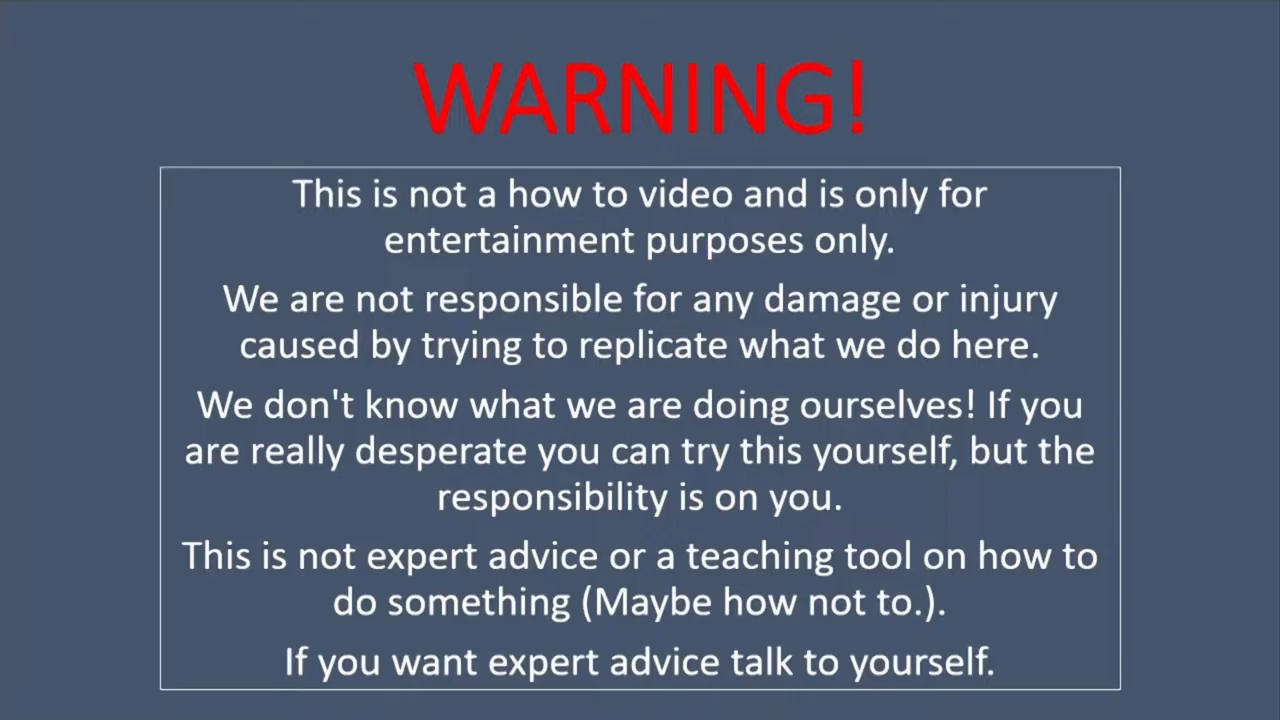 WARNING!
This is not a how to video and is only for
entertainment purposes only.
We are not responsible for any damage or injury
caused by trying to replicate what we do here.
We don't know what we are doing ourselves! If you
are really desperate you can try this yourself, but the
responsibility is on you.
This is not expert advice or a teaching tool on how to
do something (Maybe how not to.).
If you want expert advice talk to yourself.